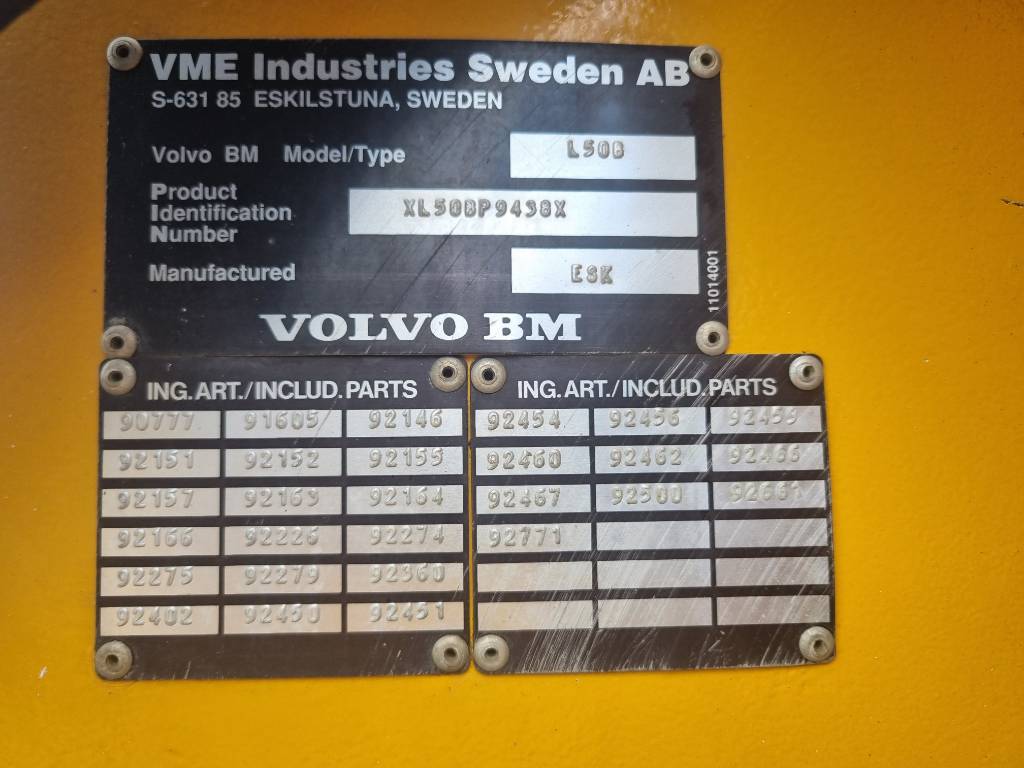 VME Industries Sweden AB
S-631 85 ESKILSTUNA, SWEDEN
Volvo BM Model/Type L50B
Product
Identification XL50BP9438X
Number
Manufactured ESK
11014001
VOLVO BM
ING.ART./INCLUD.PARTS
90777 91605 92146
92151 92152 92155
92157 92163 92164
92166 92226 92274
92275 92279 92360
92402 92450 92451
ING.ART./INCLUD.PARTS
92454 92456
92460 92462 92466
92467 92500 92661
92771